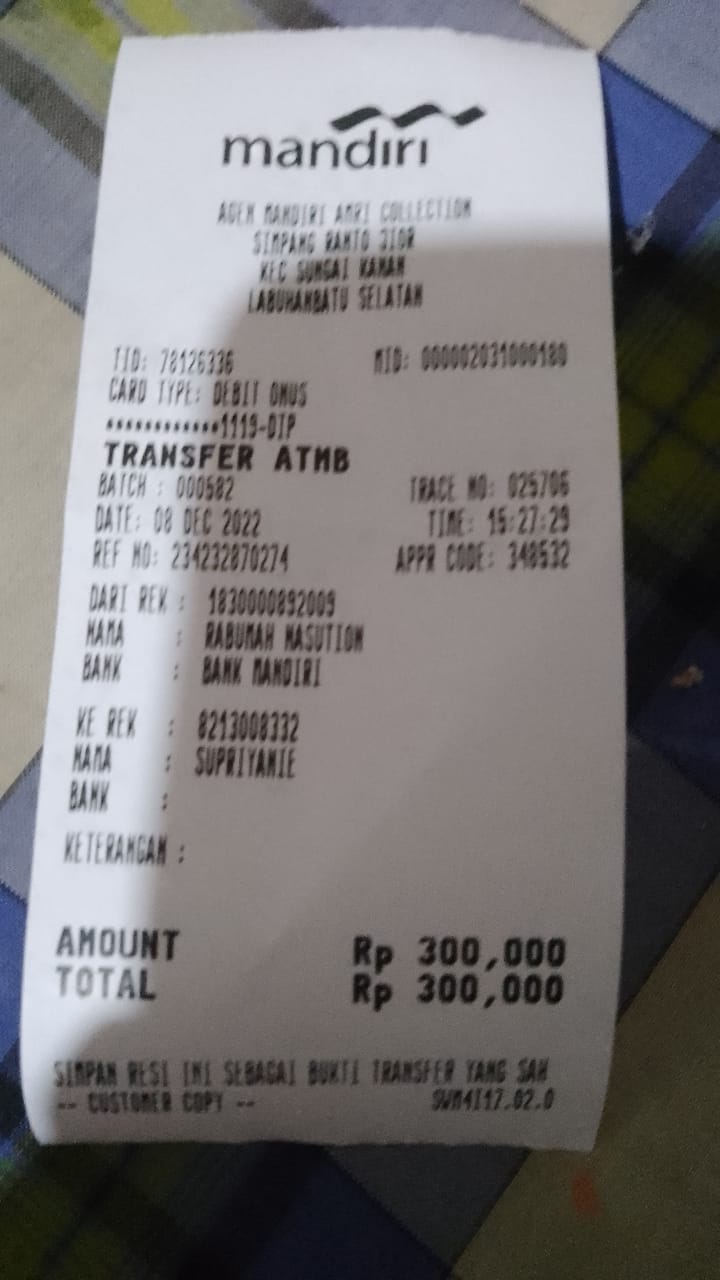 mandiri
AGEN MANDIRI AMRI COLLECTION
SIMPANG RANTO JIOR
KEC SUNGAI KANAN
LABUHANBATU SELATAN
TID: 78126336 MID: 000002031000180
CARD TYPE: DEBIT ONUS
************1119-DIP
TRANSFER ATMB
BATCH : 000582 TRACE NO: 025706
DATE: 08 DEC 2022 TIME: 15:27:29
REF NO: 234232870274 APPR CODE: 348532
DARI REK : 1830000892009
NAMA : RABUMAH NASUTION
BANK : BANK MANDIRI
KE REK : 8213008332
NAMA : SUPRIYANIE
BANK :
KETERANGAN :
AMOUNT Rp 300,000
TOTAL Rp 300,000
SIMPAN RESI INI SEBAGAI BUKTI TRANSFER YANG SAH
-- CUSTOMER COPY -- SWM4I17.02.0